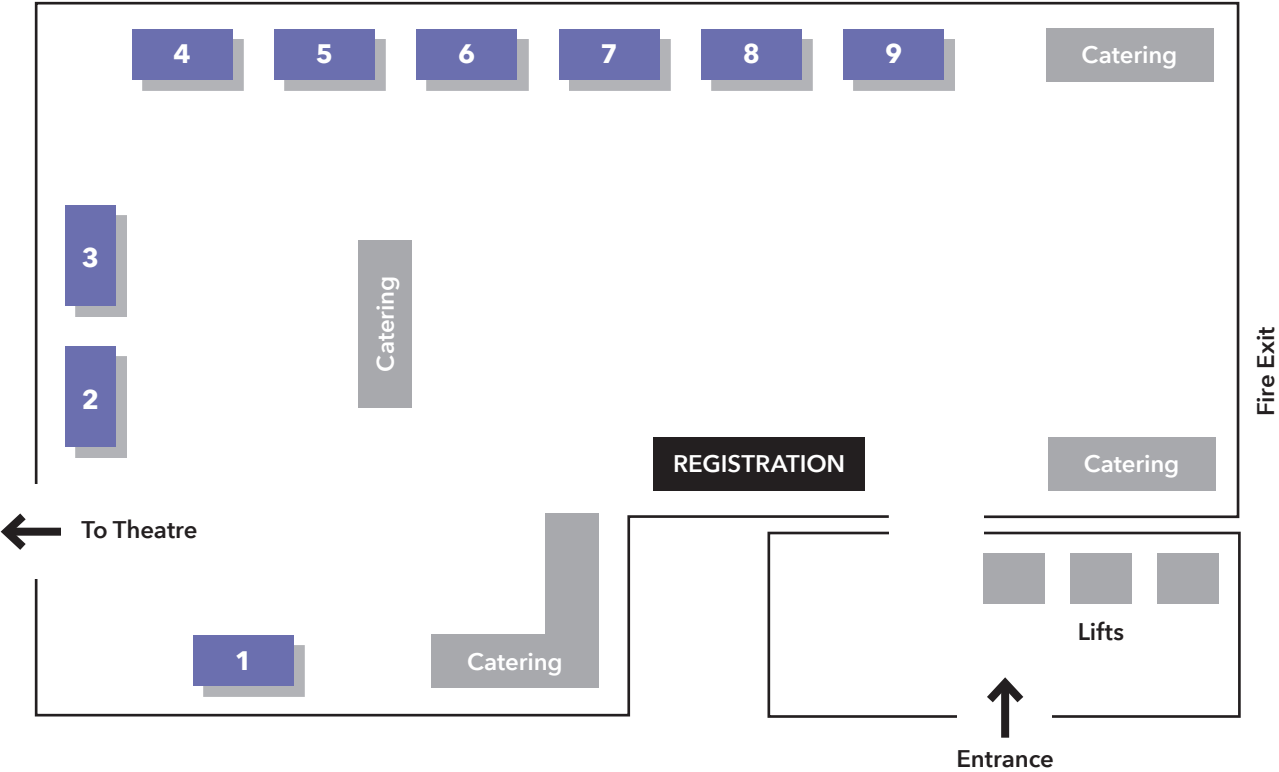 4
5
6
7
8
9
Catering
3
Catering
2
Fire Exit
REGISTRATION
Catering
To Theatre
1
Catering
Lifts
Entrance